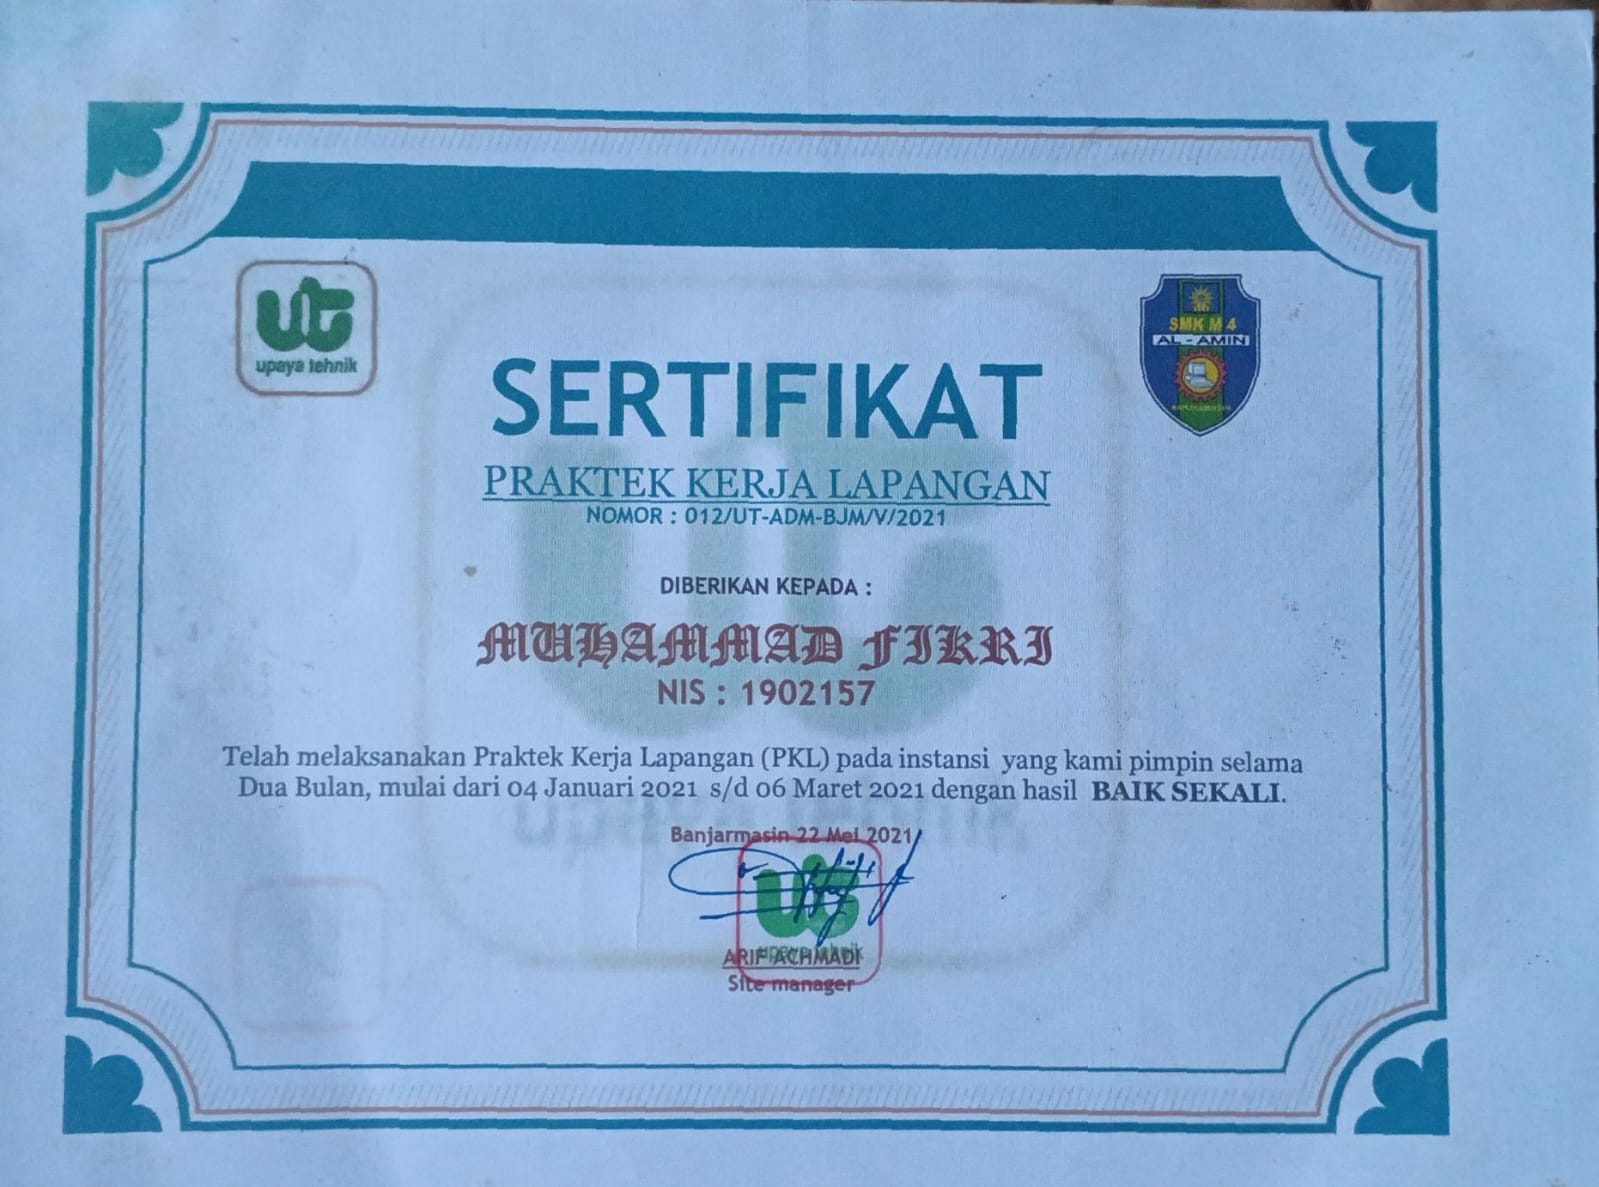 ut
upaya tehnik
SMK M 4
AL - AMIN
SERTIFIKAT
PRAKTEK KERJA LAPANGAN
NOMOR : 012/UT-ADM-BJM/V/2021
DIBERIKAN KEPADA :
MUHAMMAD FIKRI
NIS : 1902157
Telah melaksanakan Praktek Kerja Lapangan (PKL) pada instansi yang kami pimpin selama
Dua Bulan, mulai dari 04 Januari 2021 s/d 06 Maret 2021 dengan hasil BAIK SEKALI.
Banjarmasin 22 Mei 2021
ut
upaya tehnik
ARIF ACHMADI
Site manager